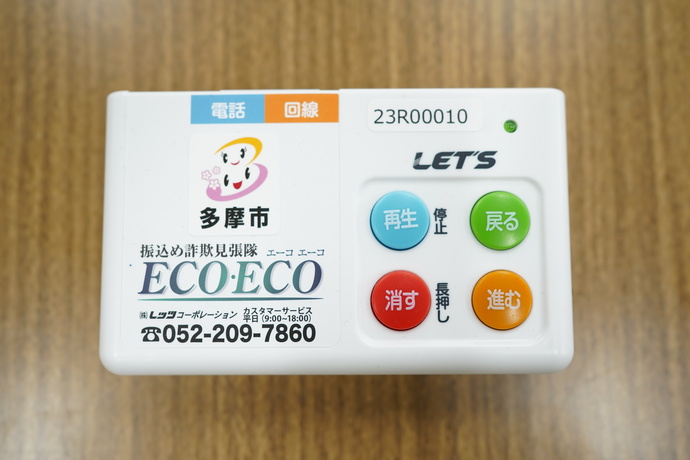 電話 回線
多摩市
振込め詐欺見張隊 エーコ エーコ
ECO・ECO
㈱レッツコーポレーション カスタマーサービス
平日(9:00~18:00)
☎052-209-7860
23R00010
LET'S
再生 停止 戻る
消す 長押し 進む